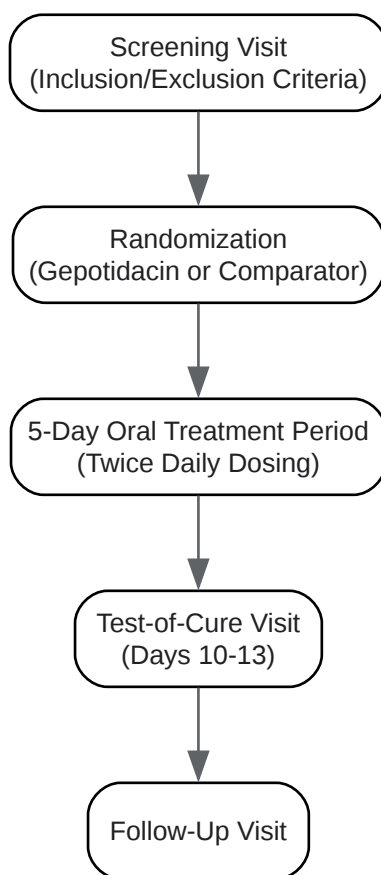 Screening Visit
(Inclusion/Exclusion Criteria)
Randomization
(Gepotidacin or Comparator)
5-Day Oral Treatment Period
(Twice Daily Dosing)
Test-of-Cure Visit
(Days 10-13)
Follow-Up Visit